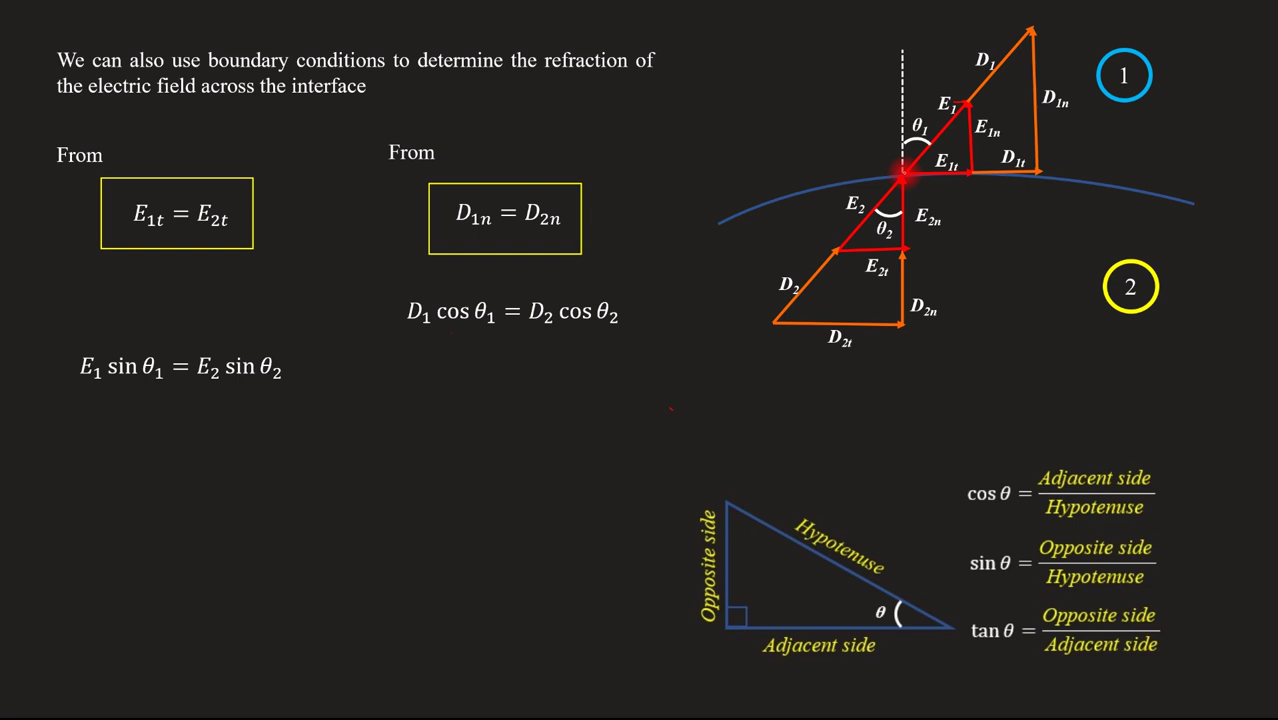 We can also use boundary conditions to determine the refraction of
the electric field across the interface
From
E₁ₜ = E₂ₜ
E₁ sin θ₁ = E₂ sin θ₂
From
D₁ₙ = D₂ₙ
D₁ cos θ₁ = D₂ cos θ₂
D₁
1
E₁
D₁ₙ
θ₁
E₁ₙ
E₁ₜ
D₁ₜ
E₂
E₂ₙ
θ₂
E₂ₜ
D₂
2
D₂ₙ
D₂ₜ
Opposite side
Hypotenuse
θ
Adjacent side
cos θ = Adjacent side
Hypotenuse
sin θ = Opposite side
Hypotenuse
tan θ = Opposite side
Adjacent side